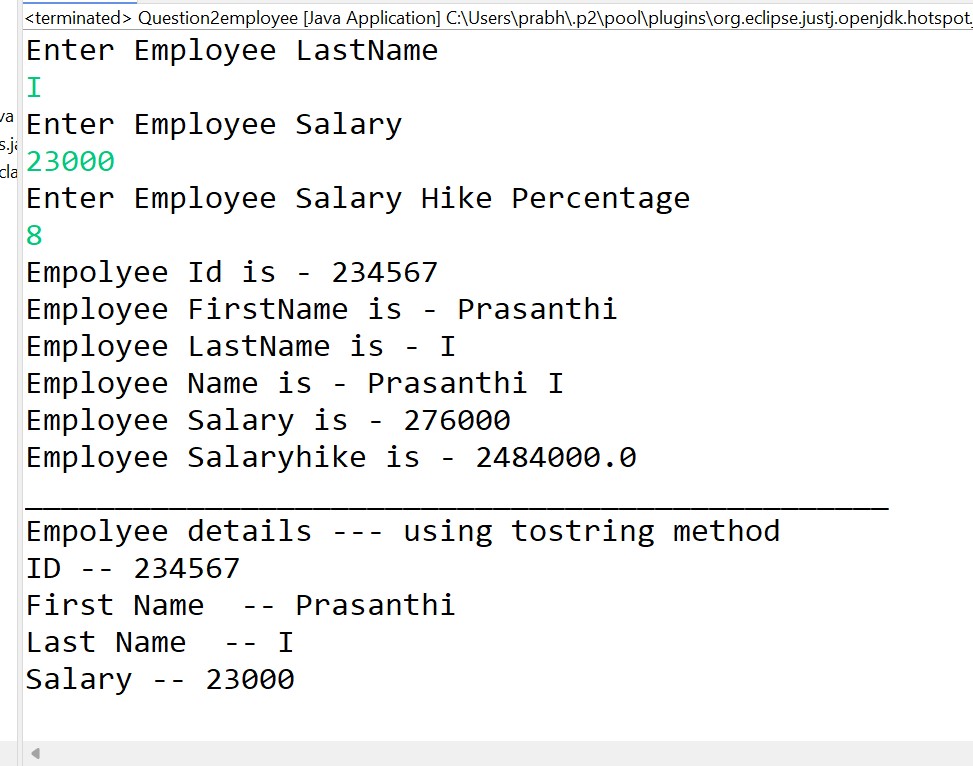 <terminated> Question2employee [Java Application] C:\Users\prabh\.p2\pool\plugins\org.eclipse.justj.openjdk.hotspot.
Enter Employee LastName
I
va
Enter Employee Salary
s.ja
23000
cla
Enter Employee Salary Hike Percentage
8
Empolyee Id is - 234567
Employee FirstName is - Prasanthi
Employee LastName is - I
Employee Name is - Prasanthi I
Employee Salary is - 276000
Employee Salaryhike is - 2484000.0
________________________________________________
Empolyee details --- using tostring method
ID -- 234567
First Name  -- Prasanthi
Last Name  -- I
Salary -- 23000